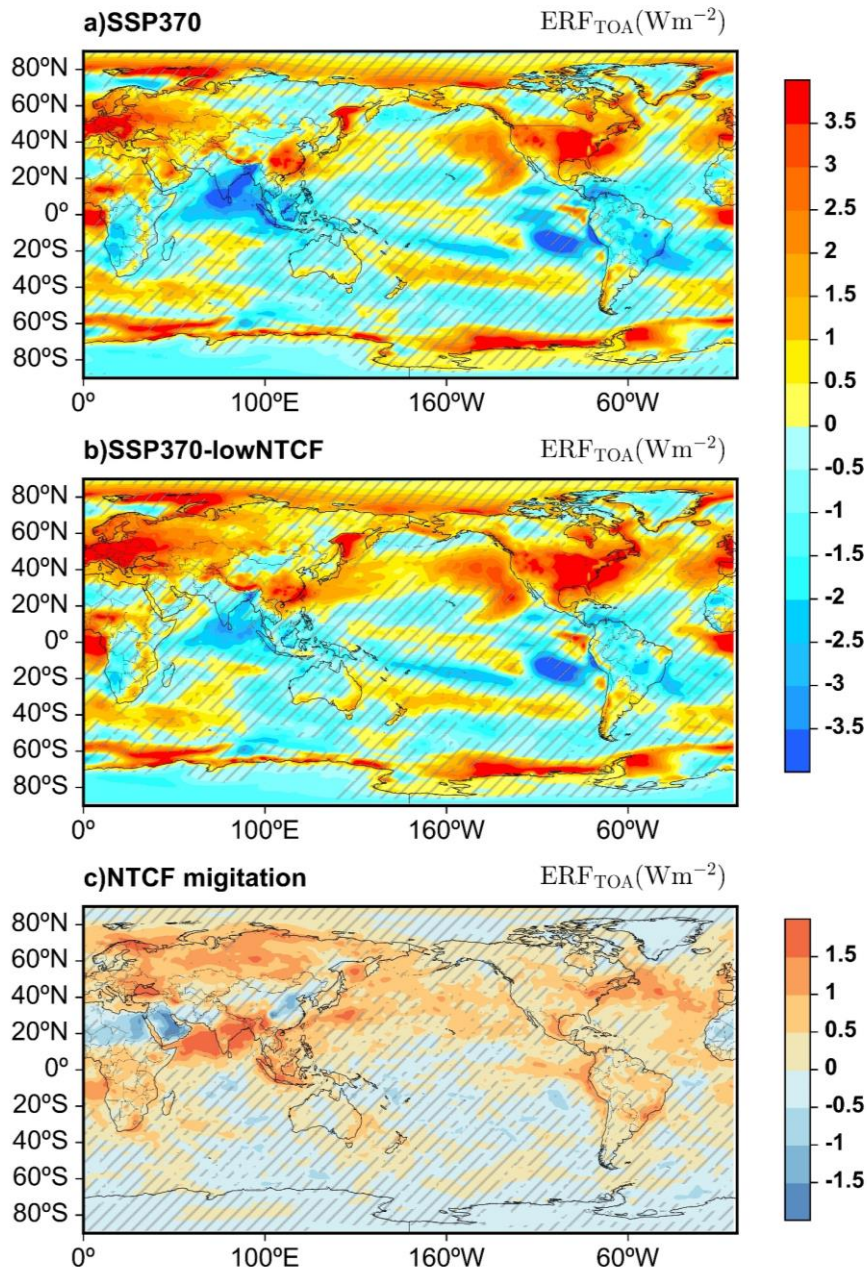 a)SSP370 ERF_TOA(Wm⁻²)
80ºN
60ºN
40ºN
20ºN
0º
20ºS
40ºS
60ºS
80ºS
0º 100ºE 160ºW 60ºW
3.5
3
2.5
2
1.5
1
0.5
0
-0.5
-1
-1.5
-2
-2.5
-3
-3.5
b)SSP370-lowNTCF ERF_TOA(Wm⁻²)
80ºN
60ºN
40ºN
20ºN
0º
20ºS
40ºS
60ºS
80ºS
0º 100ºE 160ºW 60ºW
c)NTCF migitation ERF_TOA(Wm⁻²)
80ºN
60ºN
40ºN
20ºN
0º
20ºS
40ºS
60ºS
80ºS
0º 100ºE 160ºW 60ºW
1.5
1
0.5
0
-0.5
-1
-1.5